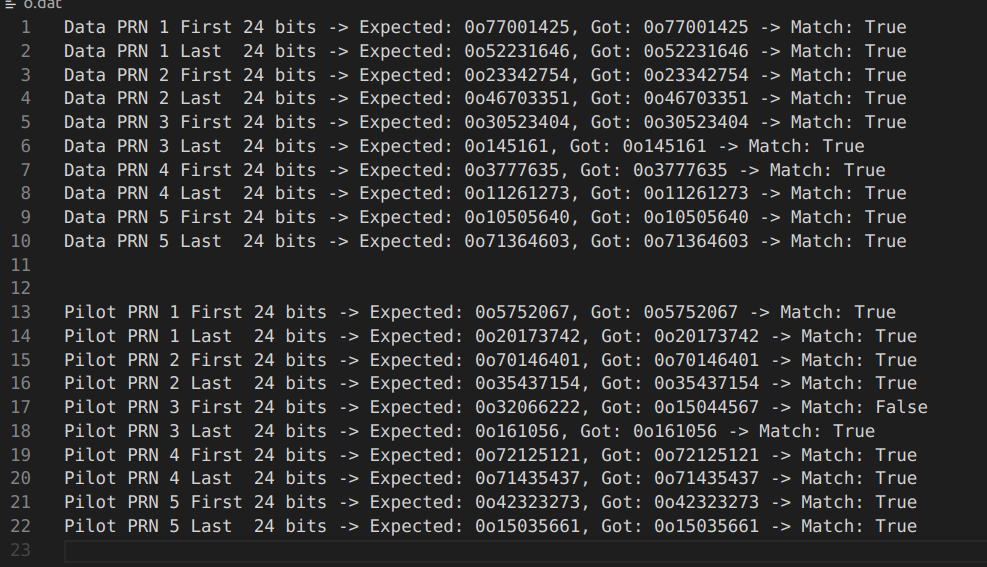 o.dat
1 Data PRN 1 First 24 bits -> Expected: 0o77001425, Got: 0o77001425 -> Match: True
2 Data PRN 1 Last  24 bits -> Expected: 0o52231646, Got: 0o52231646 -> Match: True
3 Data PRN 2 First 24 bits -> Expected: 0o23342754, Got: 0o23342754 -> Match: True
4 Data PRN 2 Last  24 bits -> Expected: 0o46703351, Got: 0o46703351 -> Match: True
5 Data PRN 3 First 24 bits -> Expected: 0o30523404, Got: 0o30523404 -> Match: True
6 Data PRN 3 Last  24 bits -> Expected: 0o145161, Got: 0o145161 -> Match: True
7 Data PRN 4 First 24 bits -> Expected: 0o3777635, Got: 0o3777635 -> Match: True
8 Data PRN 4 Last  24 bits -> Expected: 0o11261273, Got: 0o11261273 -> Match: True
9 Data PRN 5 First 24 bits -> Expected: 0o10505640, Got: 0o10505640 -> Match: True
10 Data PRN 5 Last  24 bits -> Expected: 0o71364603, Got: 0o71364603 -> Match: True
11
12
13 Pilot PRN 1 First 24 bits -> Expected: 0o5752067, Got: 0o5752067 -> Match: True
14 Pilot PRN 1 Last  24 bits -> Expected: 0o20173742, Got: 0o20173742 -> Match: True
15 Pilot PRN 2 First 24 bits -> Expected: 0o70146401, Got: 0o70146401 -> Match: True
16 Pilot PRN 2 Last  24 bits -> Expected: 0o35437154, Got: 0o35437154 -> Match: True
17 Pilot PRN 3 First 24 bits -> Expected: 0o32066222, Got: 0o15044567 -> Match: False
18 Pilot PRN 3 Last  24 bits -> Expected: 0o161056, Got: 0o161056 -> Match: True
19 Pilot PRN 4 First 24 bits -> Expected: 0o72125121, Got: 0o72125121 -> Match: True
20 Pilot PRN 4 Last  24 bits -> Expected: 0o71435437, Got: 0o71435437 -> Match: True
21 Pilot PRN 5 First 24 bits -> Expected: 0o42323273, Got: 0o42323273 -> Match: True
22 Pilot PRN 5 Last  24 bits -> Expected: 0o15035661, Got: 0o15035661 -> Match: True
23